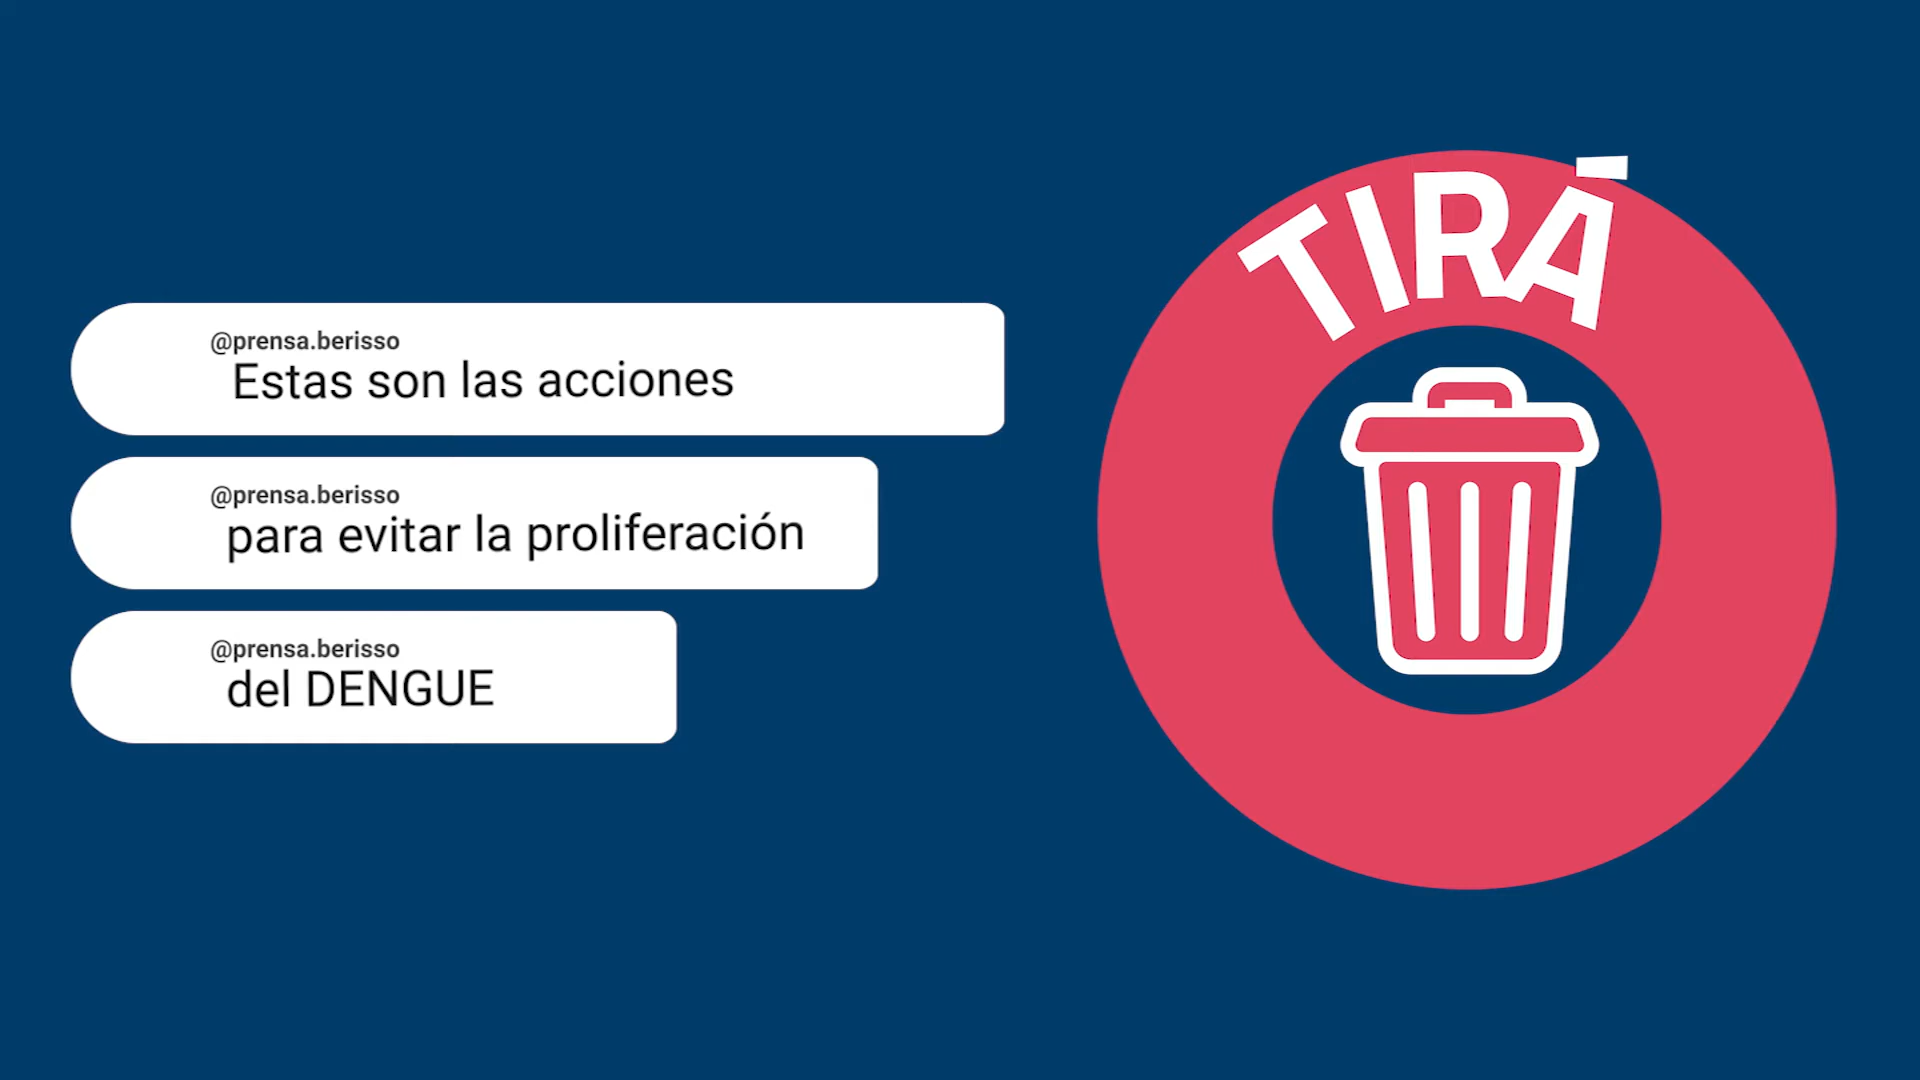 @prensa.berisso
Estas son las acciones
@prensa.berisso
para evitar la proliferación
@prensa.berisso
del DENGUE
TIRÁ